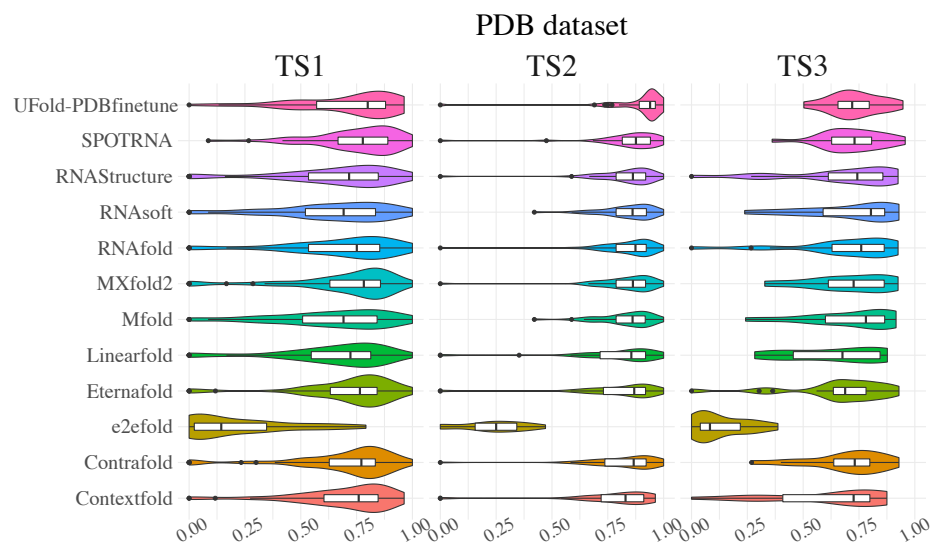 PDB dataset
TS1 TS2 TS3
UFold-PDBfinetune
SPOTRNA
RNAStructure
RNAsoft
RNAfold
MXfold2
Mfold
Linearfold
Eternafold
e2efold
Contrafold
Contextfold
0.00 0.25 0.50 0.75 1.00 0.00 0.25 0.50 0.75 1.00 0.00 0.25 0.50 0.75 1.00